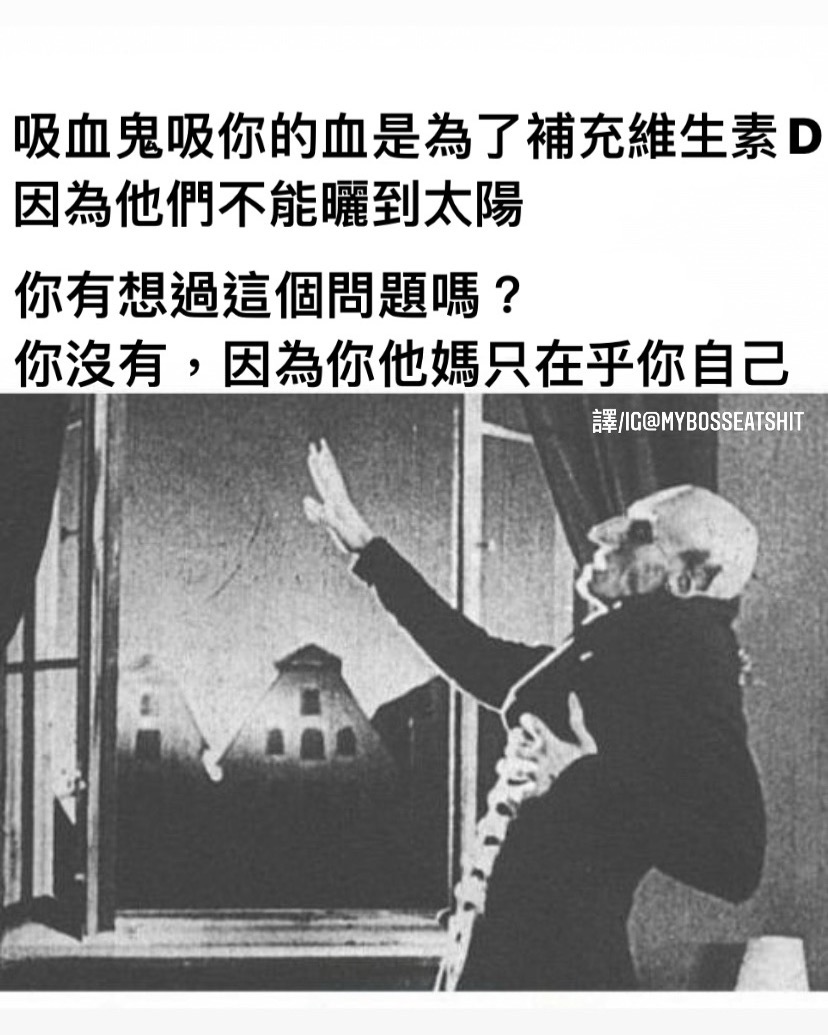 吸血鬼吸你的血是為了補充維生素D
因為他們不能曬到太陽
你有想過這個問題嗎？
你沒有，因為你他媽只在乎你自己
譯/IG@MYBOSSEATSHIT